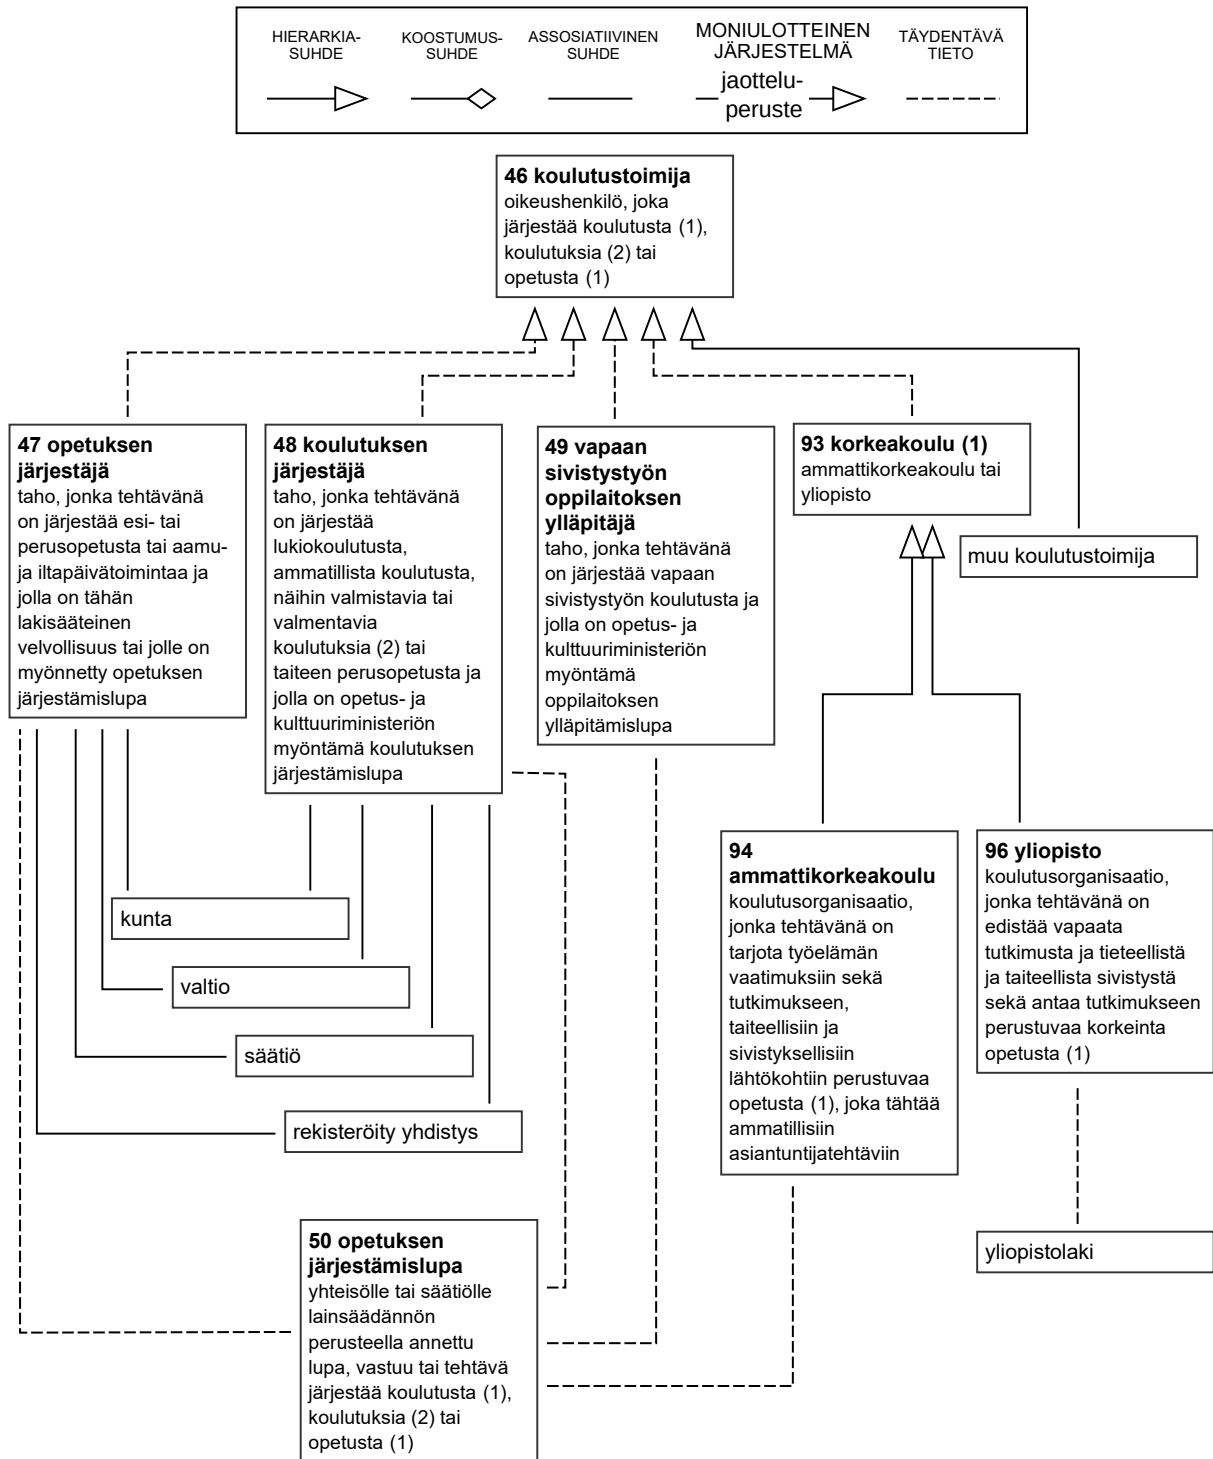 HIERARKIA-
SUHDE
KOOSTUMUS-
SUHDE
ASSOSIATIIVINEN
SUHDE
MONIULOTTEINEN
JÄRJESTELMÄ
jaottelu-
peruste
TÄYDENTÄVÄ
TIETO
46 koulutustoimija
oikeushenkilö, joka
järjestää koulutusta (1),
koulutuksia (2) tai
opetusta (1)
47 opetuksen
järjestäjä
taho, jonka tehtävänä
on järjestää esi- tai
perusopetusta tai aamu-
ja iltapäivätoimintaa ja
jolla on tähän
lakisääteinen
velvollisuus tai jolle on
myönnetty opetuksen
järjestämislupa
48 koulutuksen
järjestäjä
taho, jonka tehtävänä
on järjestää
lukiokoulutusta,
ammatillista koulutusta,
näihin valmistavia tai
valmentavia
koulutuksia (2) tai
taiteen perusopetusta ja
jolla on opetus- ja
kulttuuriministeriön
myöntämä koulutuksen
järjestämislupa
49 vapaan
sivistystyön
oppilaitoksen
ylläpitäjä
taho, jonka tehtävänä
on järjestää vapaan
sivistystyön koulutusta ja
jolla on opetus- ja
kulttuuriministeriön
myöntämä
oppilaitoksen
ylläpitämislupa
93 korkeakoulu (1)
ammattikorkeakoulu tai
yliopisto
muu koulutustoimija
kunta
valtio
säätiö
rekisteröity yhdistys
94
ammattikorkeakoulu
koulutusorganisaatio,
jonka tehtävänä on
tarjota työelämän
vaatimuksiin sekä
tutkimukseen,
taiteellisiin ja
sivistyksellisiin
lähtökohtiin perustuvaa
opetusta (1), joka tähtää
ammatillisiin
asiantuntijatehtäviin
96 yliopisto
koulutusorganisaatio,
jonka tehtävänä on
edistää vapaata
tutkimusta ja tieteellistä
ja taiteellista sivistystä
sekä antaa tutkimukseen
perustuvaa korkeinta
opetusta (1)
yliopistolaki
50 opetuksen
järjestämislupa
yhteisölle tai säätiölle
lainsäädännön
perusteella annettu
lupa, vastuu tai tehtävä
järjestää koulutusta (1),
koulutuksia (2) tai
opetusta (1)